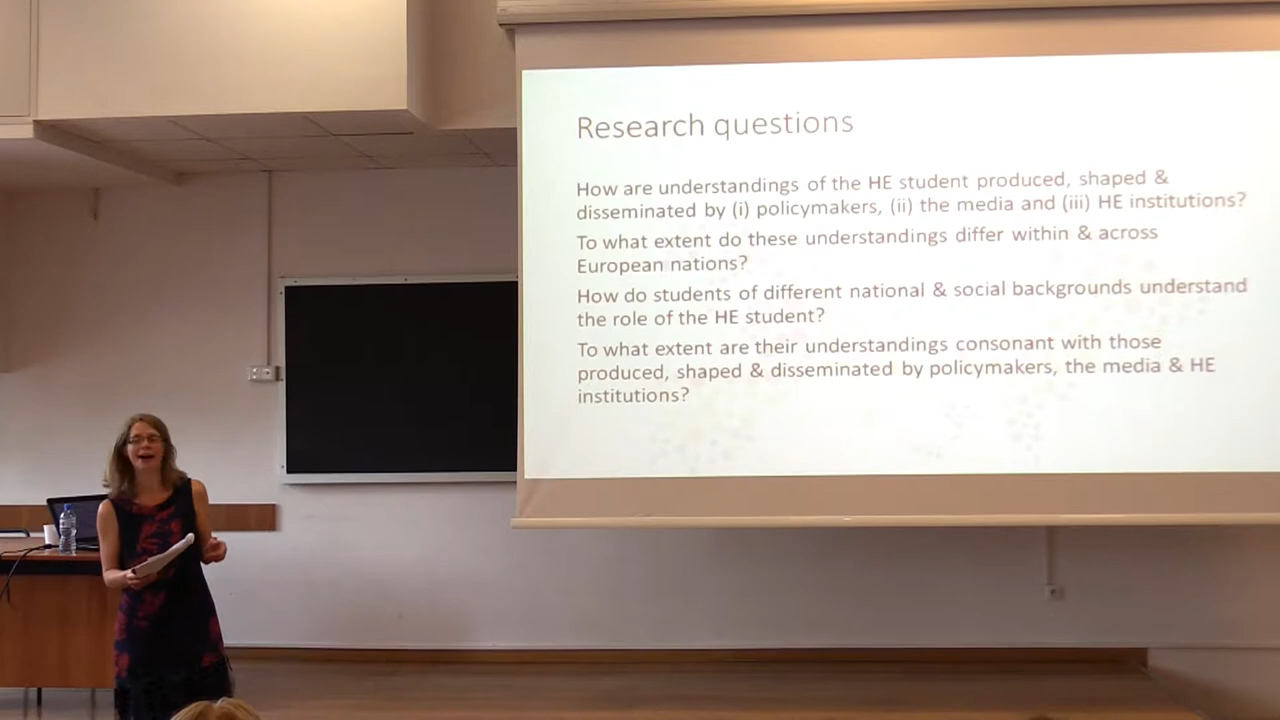 Research questions
How are understandings of the HE student produced, shaped &
disseminated by (i) policymakers, (ii) the media and (iii) HE institutions?
To what extent do these understandings differ within & across
European nations?
How do students of different national & social backgrounds understand
the role of the HE student?
To what extent are their understandings consonant with those
produced, shaped & disseminated by policymakers, the media & HE
institutions?